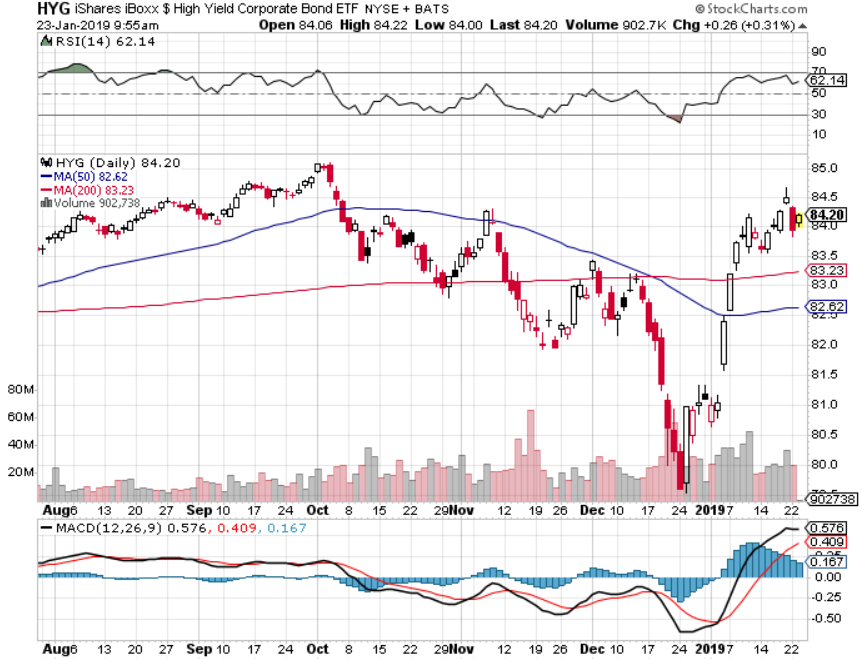 HYG iShares iBoxx $ High Yield Corporate Bond ETF NYSE + BATS © StockCharts.com
23-Jan-2019 9:55am Open 84.06 High 84.22 Low 84.00 Last 84.20 Volume 902.7K Chg +0.26 (+0.31%)
RSI(14) 62.14
90
70
62.14
50
30
10
HYG (Daily) 84.20
MA(50) 82.62
MA(200) 83.23
Volume 902,738
85.0
84.5
84.20
84.0
83.5
83.23
83.0
82.62
82.5
82.0
81.5
81.0
80.5
80.0
80M
60M
40M
20M
902738
Aug 6 13 20 27 Sep 10 17 24 Oct 8 15 22 29 Nov 12 19 26 Dec 10 17 24 2019 7 14 22
MACD(12,26,9) 0.576, 0.409, 0.167
0.576
0.409
0.167
0.00
-0.25
-0.50
Aug 6 13 20 27 Sep 10 17 24 Oct 8 15 22 29 Nov 12 19 26 Dec 10 17 24 2019 7 14 22